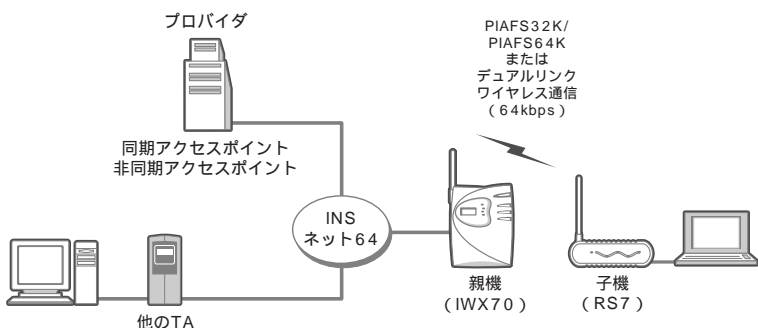 プロバイダ
同期アクセスポイント
非同期アクセスポイント
PIAFS32K/
PIAFS64K
または
デュアルリンク
ワイヤレス通信
(64kbps)
INS
ネット64
親機
(IWX70)
子機
(RS7)
他のTA